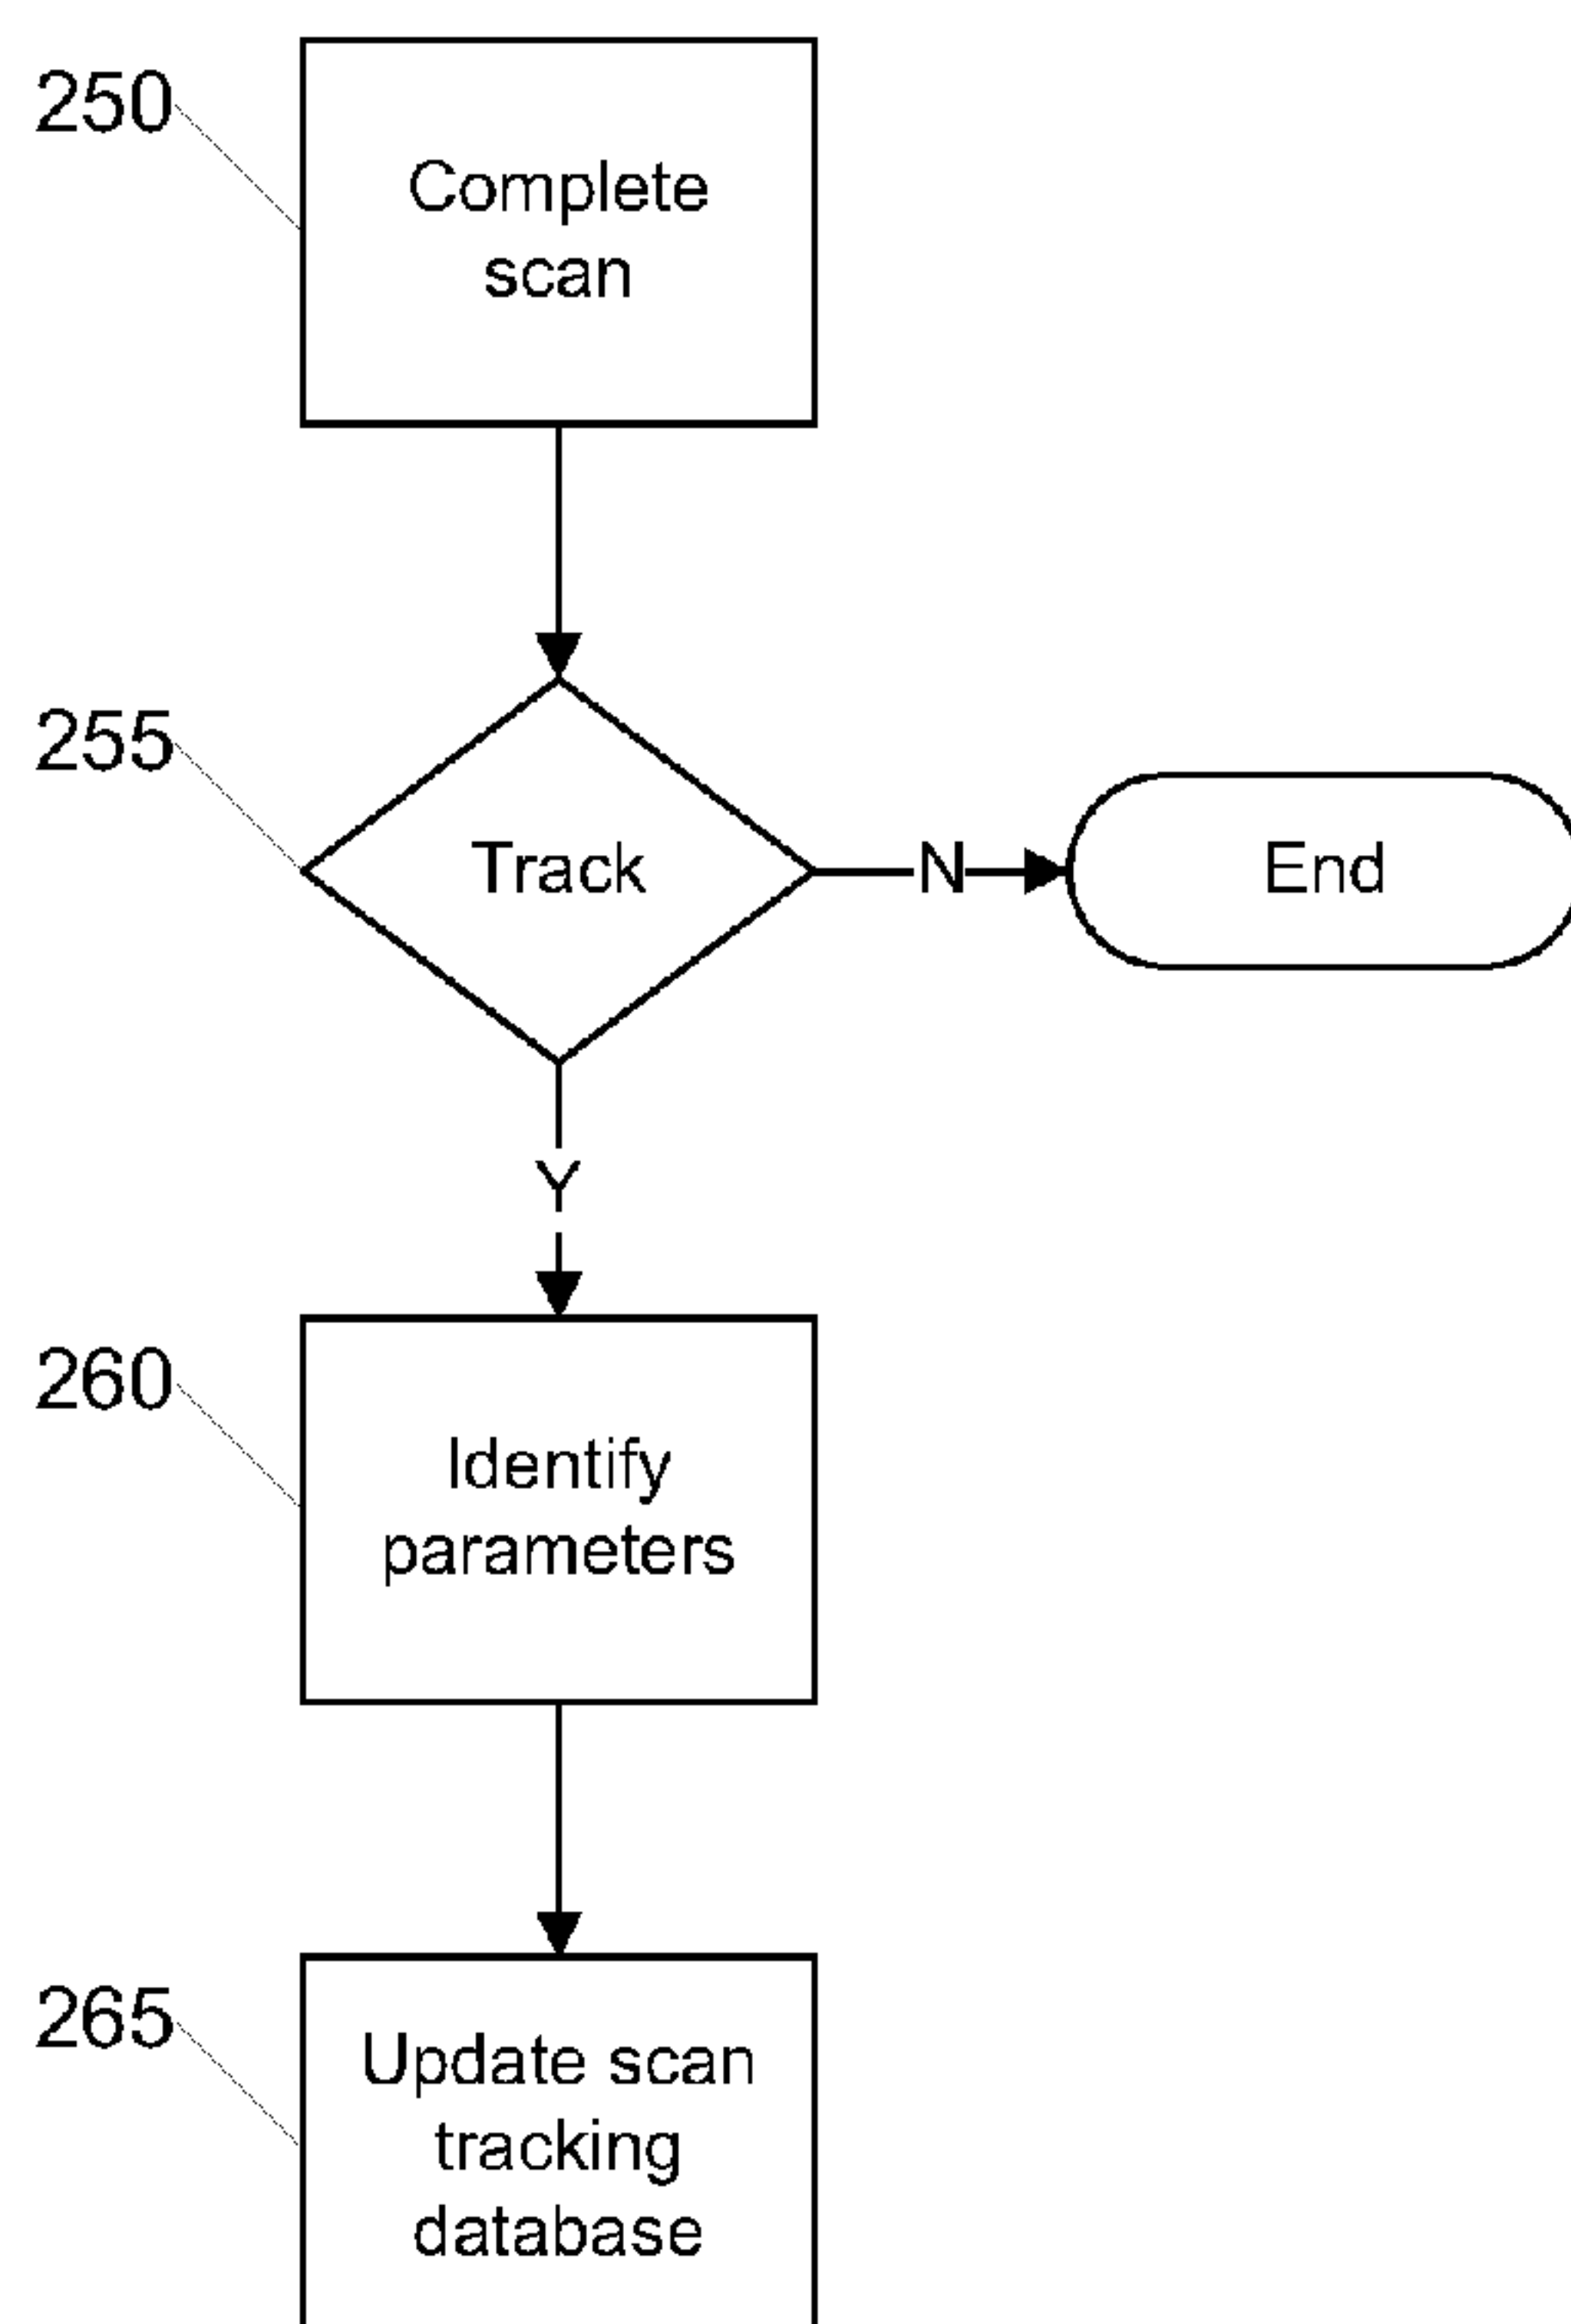 250
Complete
scan
255
Track
N
End
Y
260
Identify
parameters
265
Update scan
tracking
database